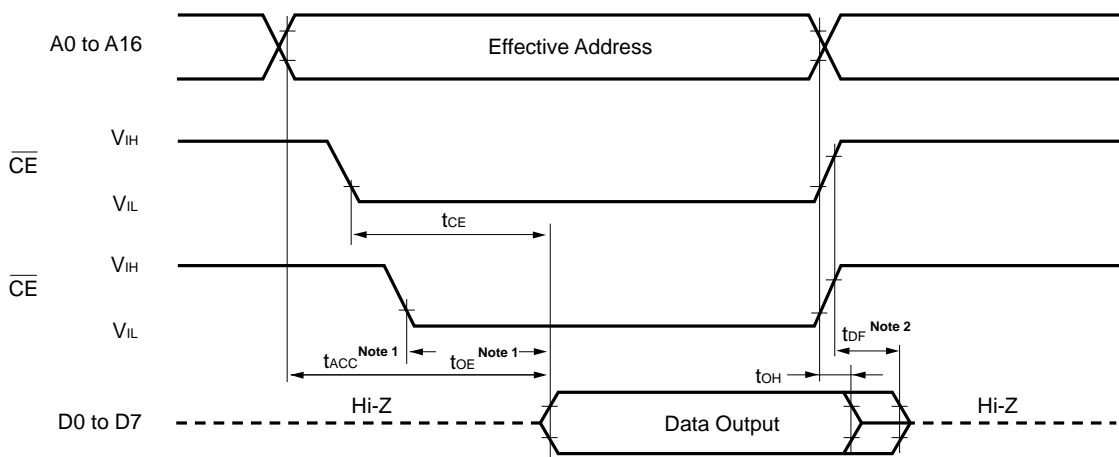 A0 to A16
Effective Address
VIH
CE
VIL
tCE
VIH
CE
VIL
tACC Note 1
tOE Note 1
tDF Note 2
tOH
D0 to D7
Hi-Z
Data Output
Hi-Z